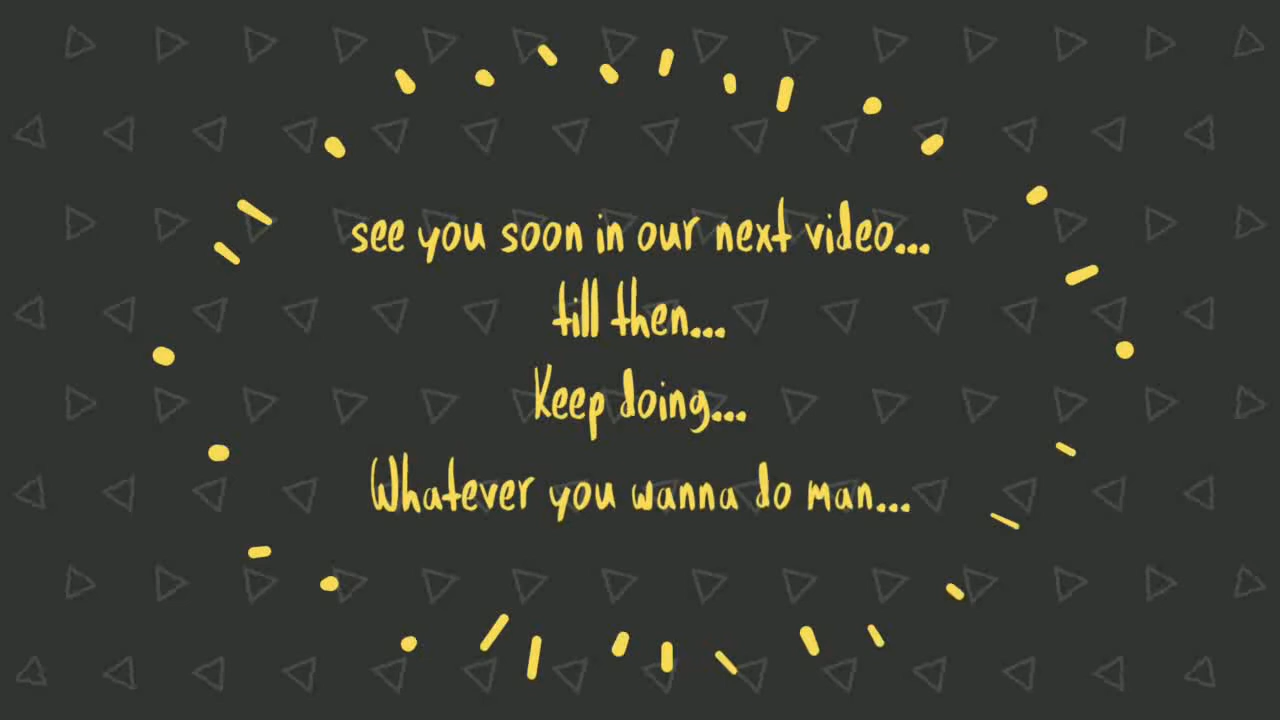 see you soon in our next video...
till then...
Keep doing...
Whatever you wanna do man...